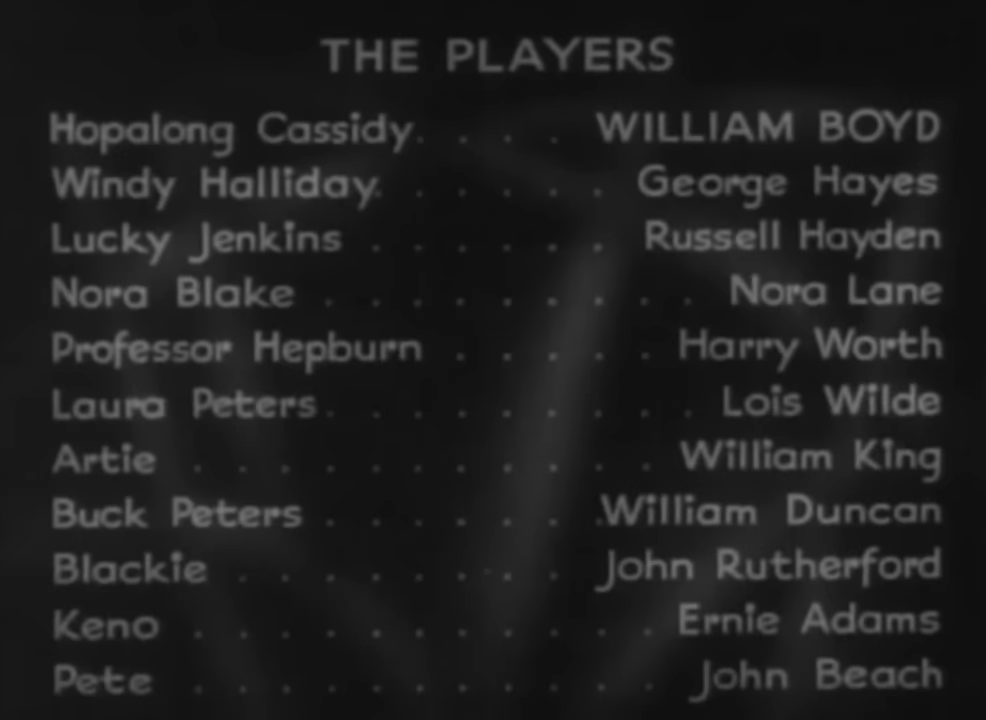 THE PLAYERS
Hopalong Cassidy. . . . WILLIAM BOYD
Windy Halliday. . . . . . George Hayes
Lucky Jenkins . . . . . . Russell Hayden
Nora Blake . . . . . . . . . Nora Lane
Professor Hepburn . . . . . Harry Worth
Laura Peters. . . . . . . . . Lois Wilde
Artie . . . . . . . . . . . William King
Buck Peters . . . . . . .William Duncan
Blackie . . . . . . . . John Rutherford
Keno . . . . . . . . . . . Ernie Adams
Pete . . . . . . . . . . . John Beach